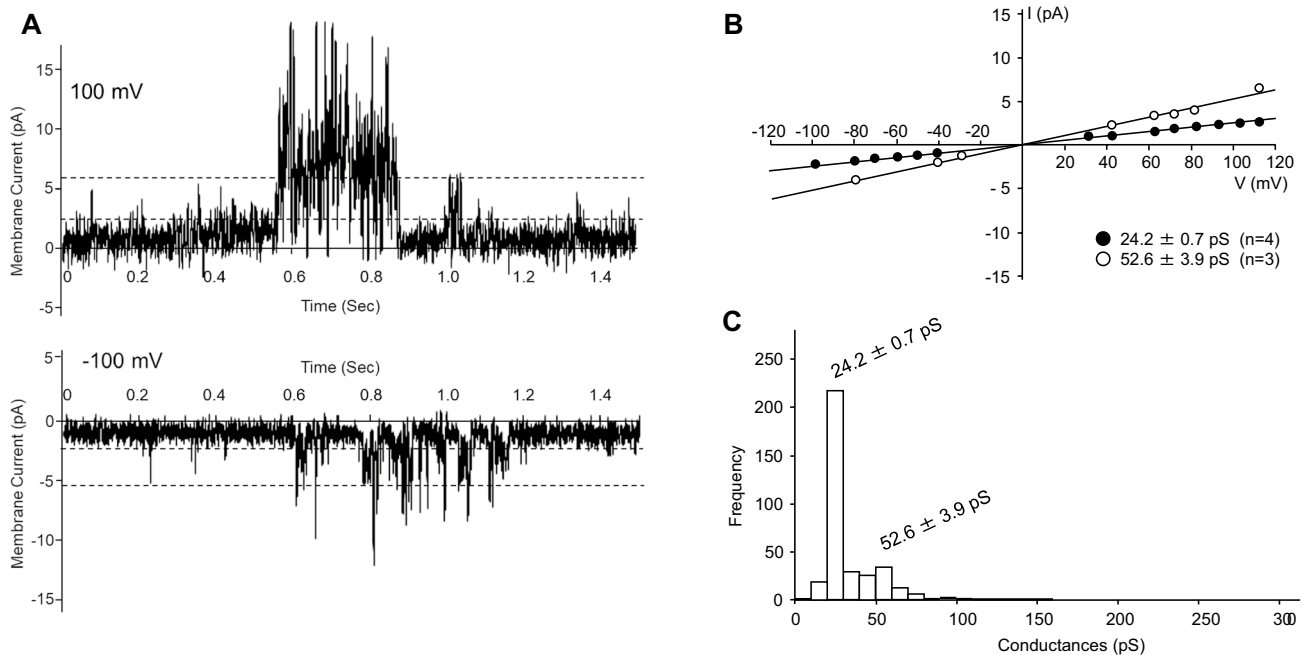 A
100 mV
Membrane Current (pA)
15
10
5
0
-5
0 0.2 0.4 0.6 0.8 1.0 1.2 1.4
Time (Sec)
-100 mV
Time (Sec)
0 0.2 0.4 0.6 0.8 1.0 1.2 1.4
Membrane Current (pA)
5
0
-5
-10
-15
B
I (pA)
15
10
5
-5
-10
-15
-120 -100 -80 -60 -40 -20
20 40 60 80 100 120
V (mV)
24.2 ± 0.7 pS (n=4)
52.6 ± 3.9 pS (n=3)
C
24.2 ± 0.7 pS
52.6 ± 3.9 pS
Frequency
250
200
150
100
50
0
0 50 100 150 200 250 300
Conductances (pS)